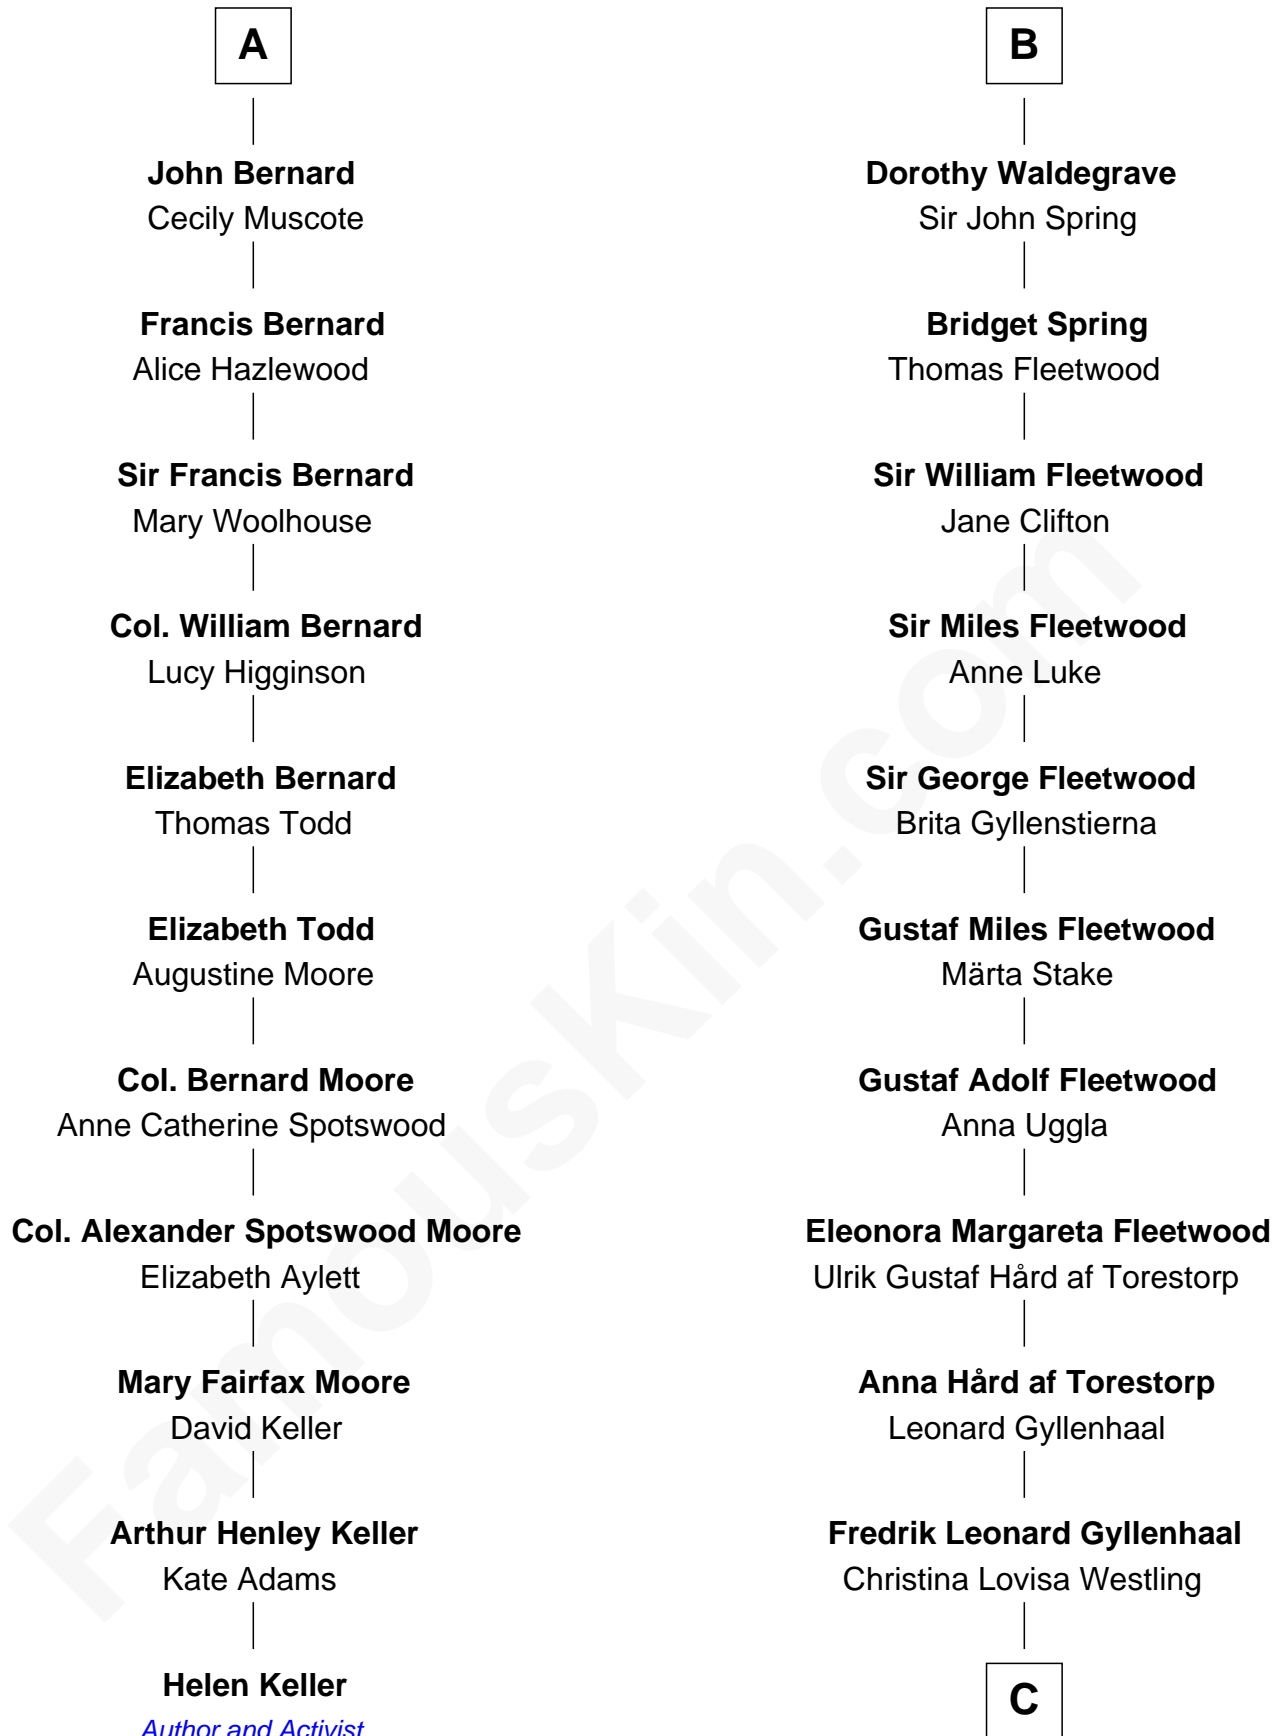 A
John Bernard
Cecily Muscote
Francis Bernard
Alice Hazlewood
Sir Francis Bernard
Mary Woolhouse
Col. William Bernard
Lucy Higginson
Elizabeth Bernard
Thomas Todd
Elizabeth Todd
Augustine Moore
Col. Bernard Moore
Anne Catherine Spotswood
Col. Alexander Spotswood Moore
Elizabeth Aylett
Mary Fairfax Moore
David Keller
Arthur Henley Keller
Kate Adams
Helen Keller
Author and Activist
B
Dorothy Waldegrave
Sir John Spring
Bridget Spring
Thomas Fleetwood
Sir William Fleetwood
Jane Clifton
Sir Miles Fleetwood
Anne Luke
Sir George Fleetwood
Brita Gyllenstierna
Gustaf Miles Fleetwood
Märta Stake
Gustaf Adolf Fleetwood
Anna Uggla
Eleonora Margareta Fleetwood
Ulrik Gustaf Hård af Torestorp
Anna Hård af Torestorp
Leonard Gyllenhaal
Fredrik Leonard Gyllenhaal
Christina Lovisa Westling
C
FamousKin.com